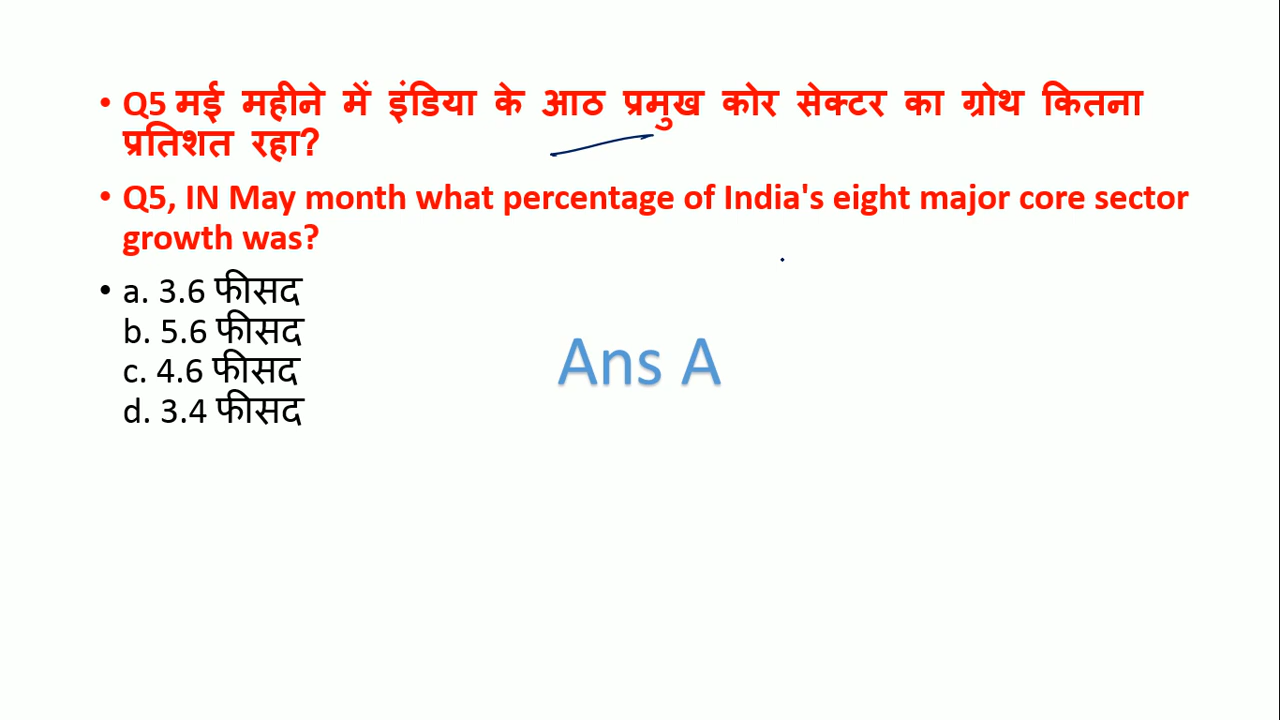 • Q5 मई महीने में इंडिया के आठ प्रमुख कोर सेक्टर का ग्रोथ कितना
प्रतिशत रहा?
• Q5, IN May month what percentage of India's eight major core sector
growth was?
• a. 3.6 फीसद
b. 5.6 फीसद
c. 4.6 फीसद
d. 3.4 फीसद
Ans A